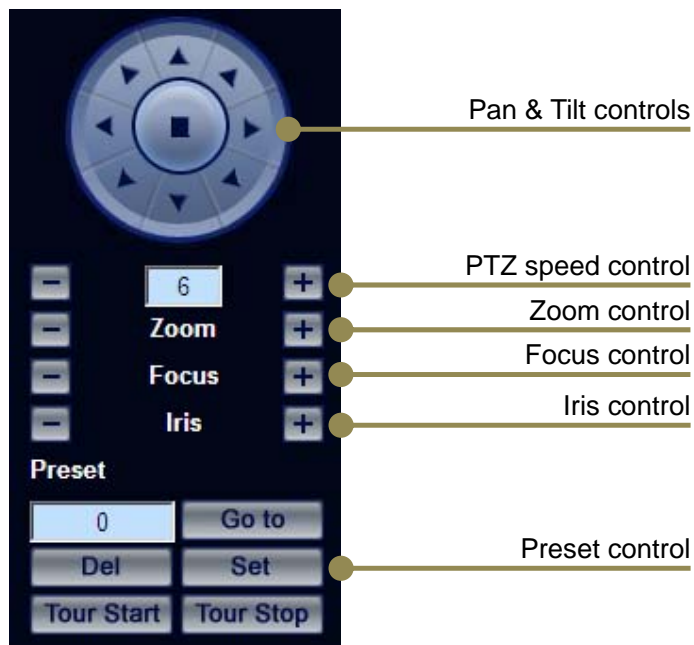 Pan & Tilt controls
- 6 + PTZ speed control
- Zoom + Zoom control
- Focus + Focus control
- Iris + Iris control
Preset
0 Go to
Del Set Preset control
Tour Start Tour Stop